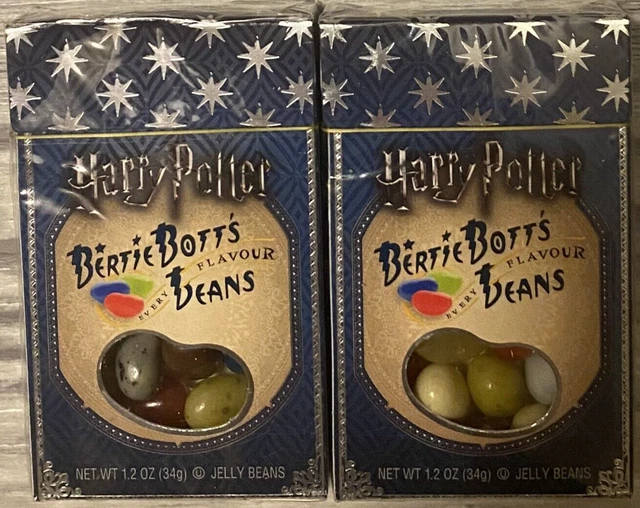 Harry Potter
BERTIE BOTT'S
EVERY FLAVOUR
BEANS
NET WT 1.2 OZ (34g) Ⓤ JELLY BEANS
Harry Potter
BERTIE BOTT'S
EVERY FLAVOUR
BEANS
NET WT 1.2 OZ (34g) Ⓤ JELLY BEANS